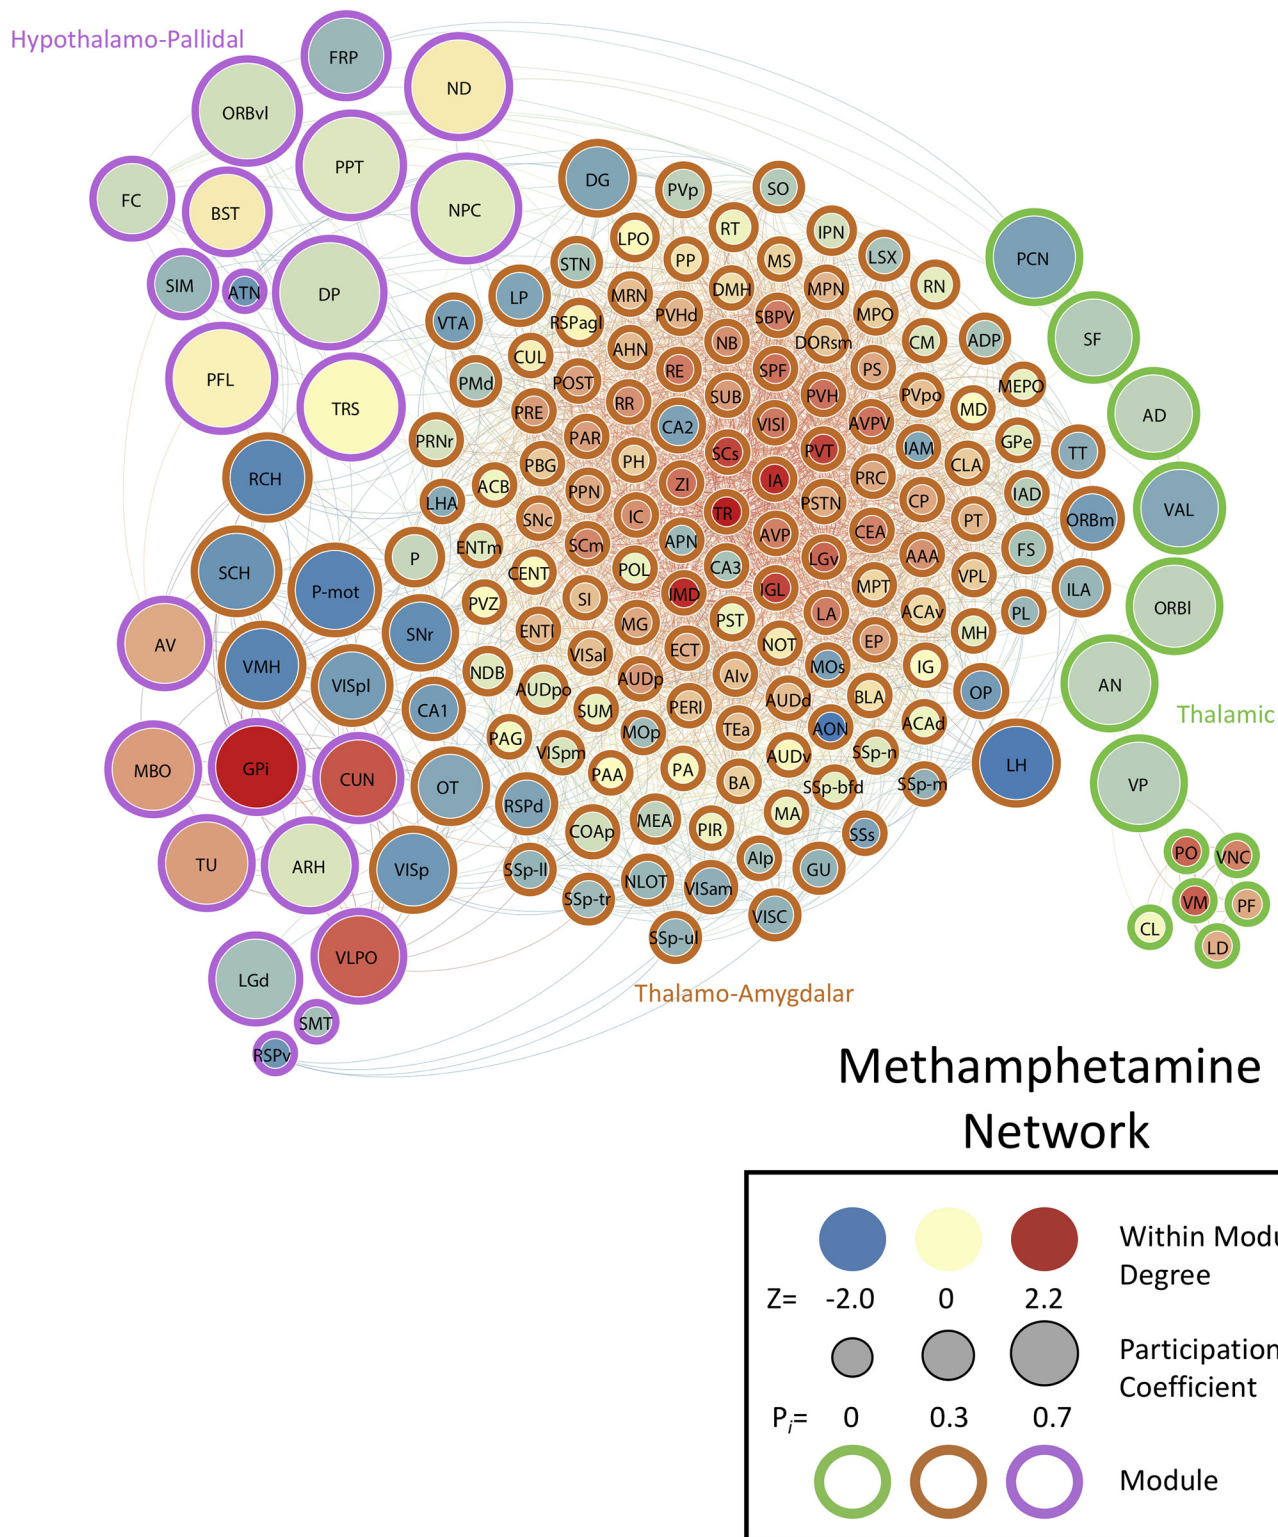 Hypothalamo-Pallidal
FRP
ND
ORBvl
PPT
NPC
FC
BST
SIM
ATN
DP
PFL
TRS
DG
PVp
SO
LPO
RT
IPN
STN
PP
MS
LSX
PCN
LP
MRN
DMH
MPN
RN
VTA
RSPagl
PVHd
SBPV
MPO
SF
CUL
AHN
NB
DORsm
CM
ADP
PMd
POST
RE
SPF
PS
MEPO
PRE
RR
SUB
PVH
PVpo
MD
AD
PRNr
PAR
CA2
VISl
AVPV
IAM
GPe
TT
PBG
PH
SCs
PVT
CLA
RCH
LHA
ACB
PPN
ZI
IA
PRC
CP
IAD
VAL
SNc
IC
TR
PSTN
PT
ORBm
P
ENTm
SCm
APN
AVP
CEA
AAA
FS
SCH
P-mot
CENT
POL
CA3
LGv
VPL
ILA
PVZ
SI
IMD
IGL
MPT
PL
ORBl
AV
SNr
ENTl
MG
PST
LA
ACAv
MH
VMH
VISpl
NDB
VISal
ECT
NOT
EP
IG
AN
CA1
AUDpo
AUDp
AIv
MOs
OP
SUM
PERI
AUDd
BLA
Thalamic
PAG
VISpm
MOp
TEa
AON
ACAd
MBO
GPi
CUN
OT
PAA
PA
AUDv
SSp-n
LH
RSPd
BA
SSp-bfd
SSp-m
VP
COAp
MEA
PIR
MA
SSs
TU
ARH
VISp
SSp-ll
NLOT
VISam
AIp
GU
PO
VNC
SSp-tr
VISC
VM
PF
SSp-ul
CL
LD
VLPO
LGd
Thalamo-Amygdalar
SMT
RSPv
Methamphetamine
Network
Within Modu
Degree
Z= -2.0 0 2.2
Participation
Coefficient
Pi= 0 0.3 0.7
Module